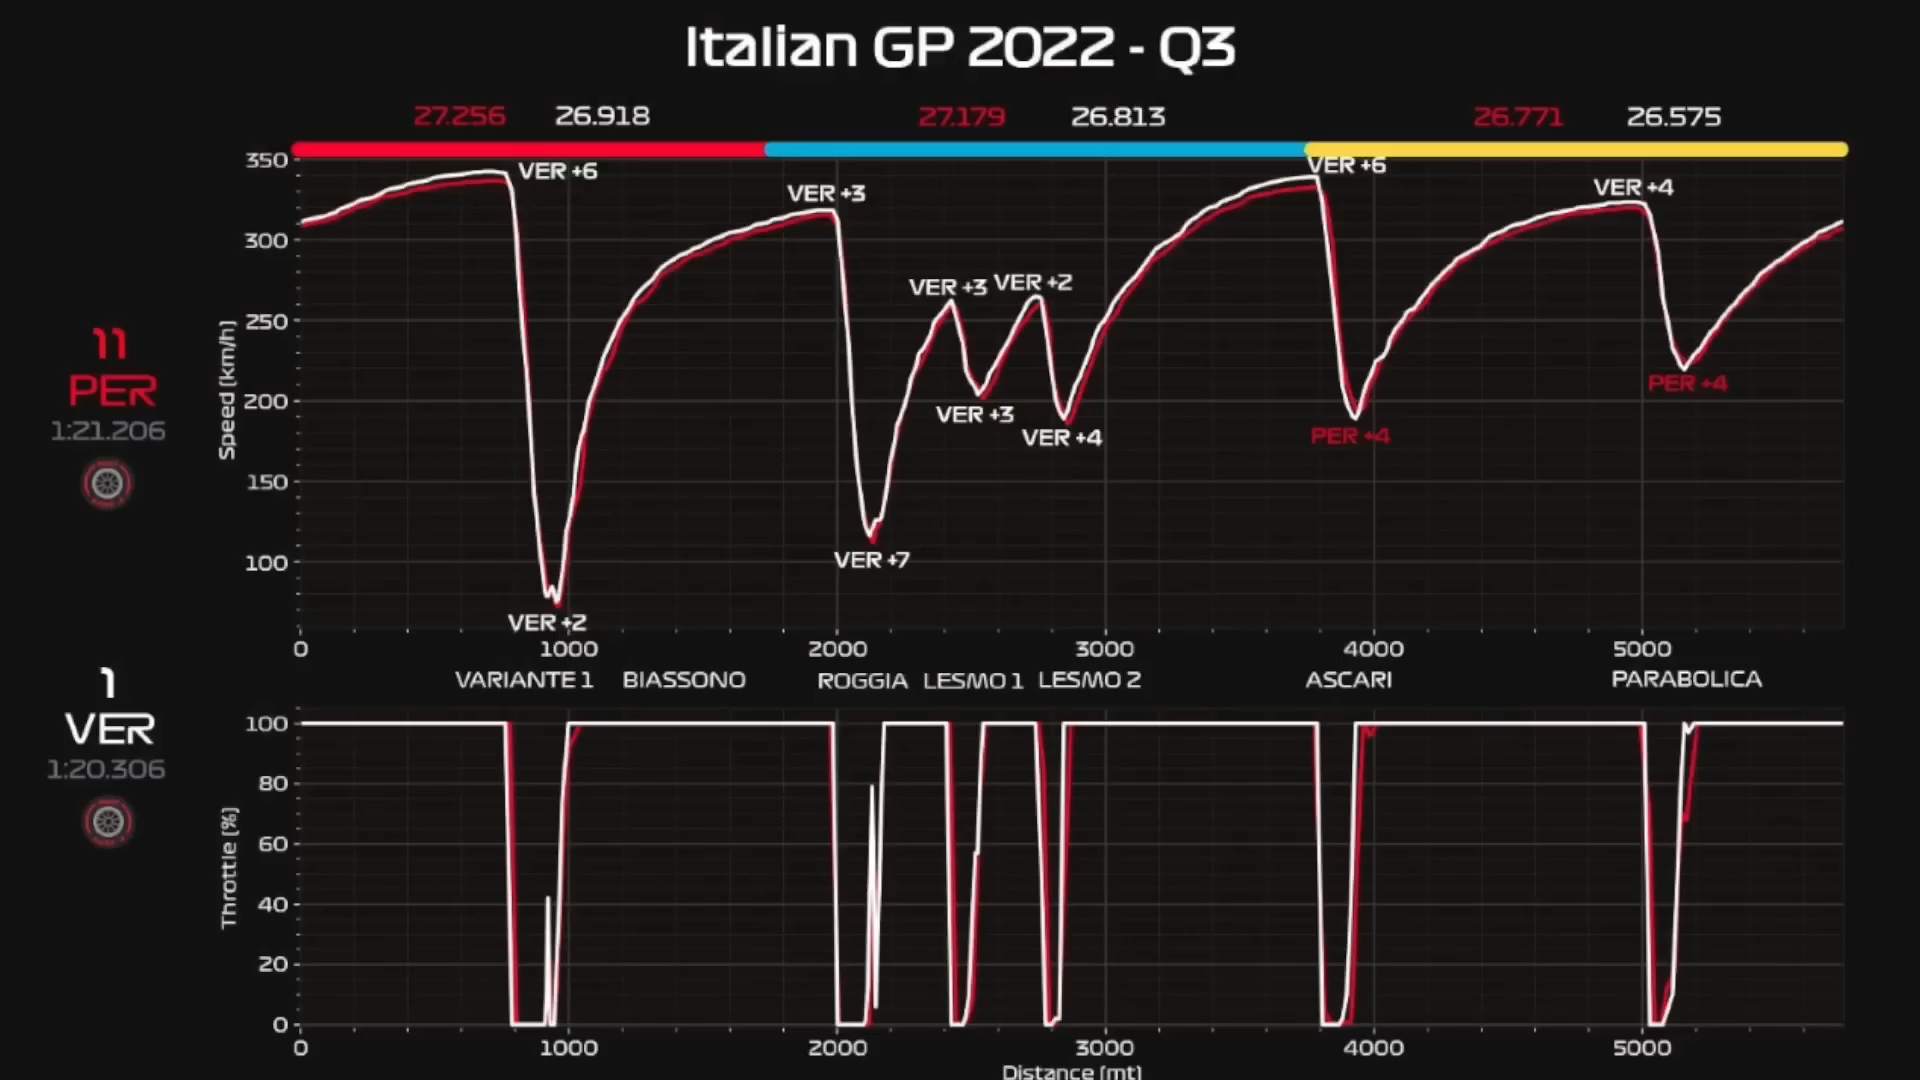 Italian GP 2022 - Q3
27.256 26.918 27.179 26.813 26.771 26.575
350
300
250
200
150
100
Speed (km/h)
VER +6
VER +3
VER +3
VER +2
VER +6
VER +4
VER +2
VER +7
VER +3
VER +4
PER +4
PER +4
11
PER
1:21.206
0 1000 2000 3000 4000 5000
VARIANTE 1 BIASSONO ROGGIA LESMO 1 LESMO 2 ASCARI PARABOLICA
1
VER
1:20.306
100
80
60
40
20
0
Throttle (%)
0 1000 2000 3000 4000 5000
Distance (mt)